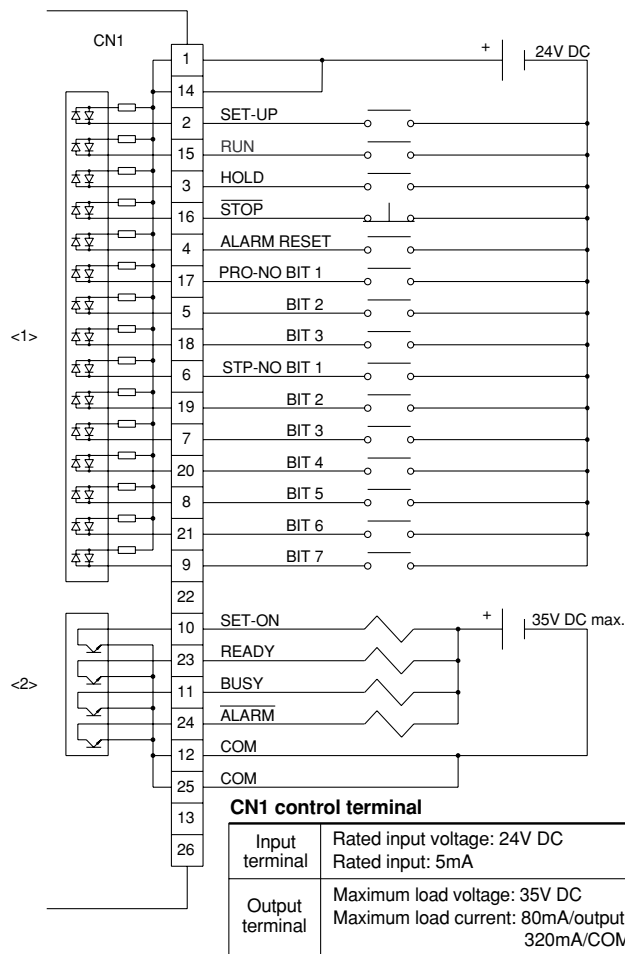 CN1
1
+ 24V DC
14
2 SET-UP
15 RUN
3 HOLD
16 STOP
4 ALARM RESET
17 PRO-NO BIT 1
5 BIT 2
<1>
18 BIT 3
6 STP-NO BIT 1
19 BIT 2
7 BIT 3
20 BIT 4
8 BIT 5
21 BIT 6
9 BIT 7
22
10 SET-ON
+ 35V DC max.
23 READY
<2>
11 BUSY
24 ALARM
12 COM
25 COM
13
26
CN1 control terminal
Input terminal
Rated input voltage: 24V DC
Rated input: 5mA
Output terminal
Maximum load voltage: 35V DC
Maximum load current: 80mA/output
320mA/COM